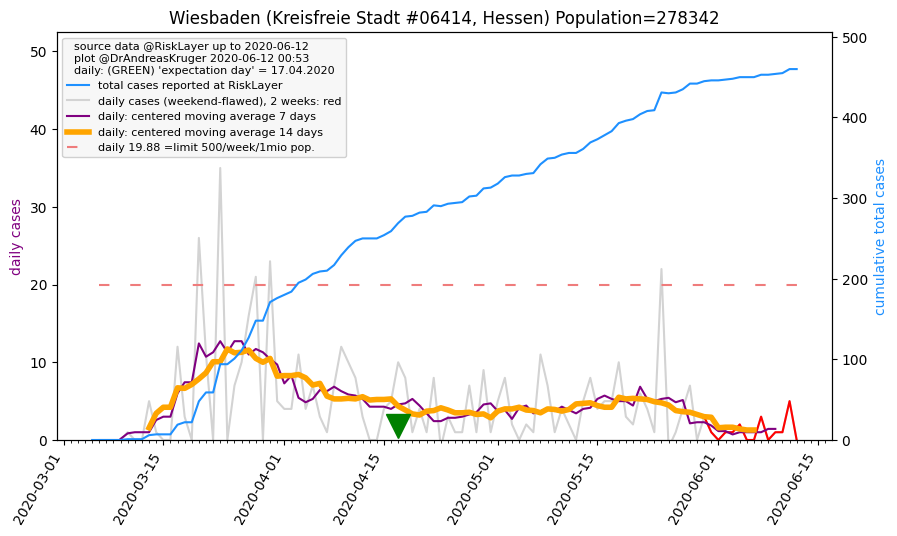 Wiesbaden (Kreisfreie Stadt #06414, Hessen) Population=278342
source data @RiskLayer up to 2020-06-12
plot @DrAndreasKruger 2020-06-12 00:53
daily: (GREEN) 'expectation day' = 17.04.2020
total cases reported at RiskLayer
daily cases (weekend-flawed), 2 weeks: red
daily: centered moving average 7 days
daily: centered moving average 14 days
daily 19.88 =limit 500/week/1mio pop.
daily cases
50
40
30
20
10
0
cumulative total cases
500
400
300
200
100
0
2020-03-01
2020-03-15
2020-04-01
2020-04-15
2020-05-01
2020-05-15
2020-06-01
2020-06-15